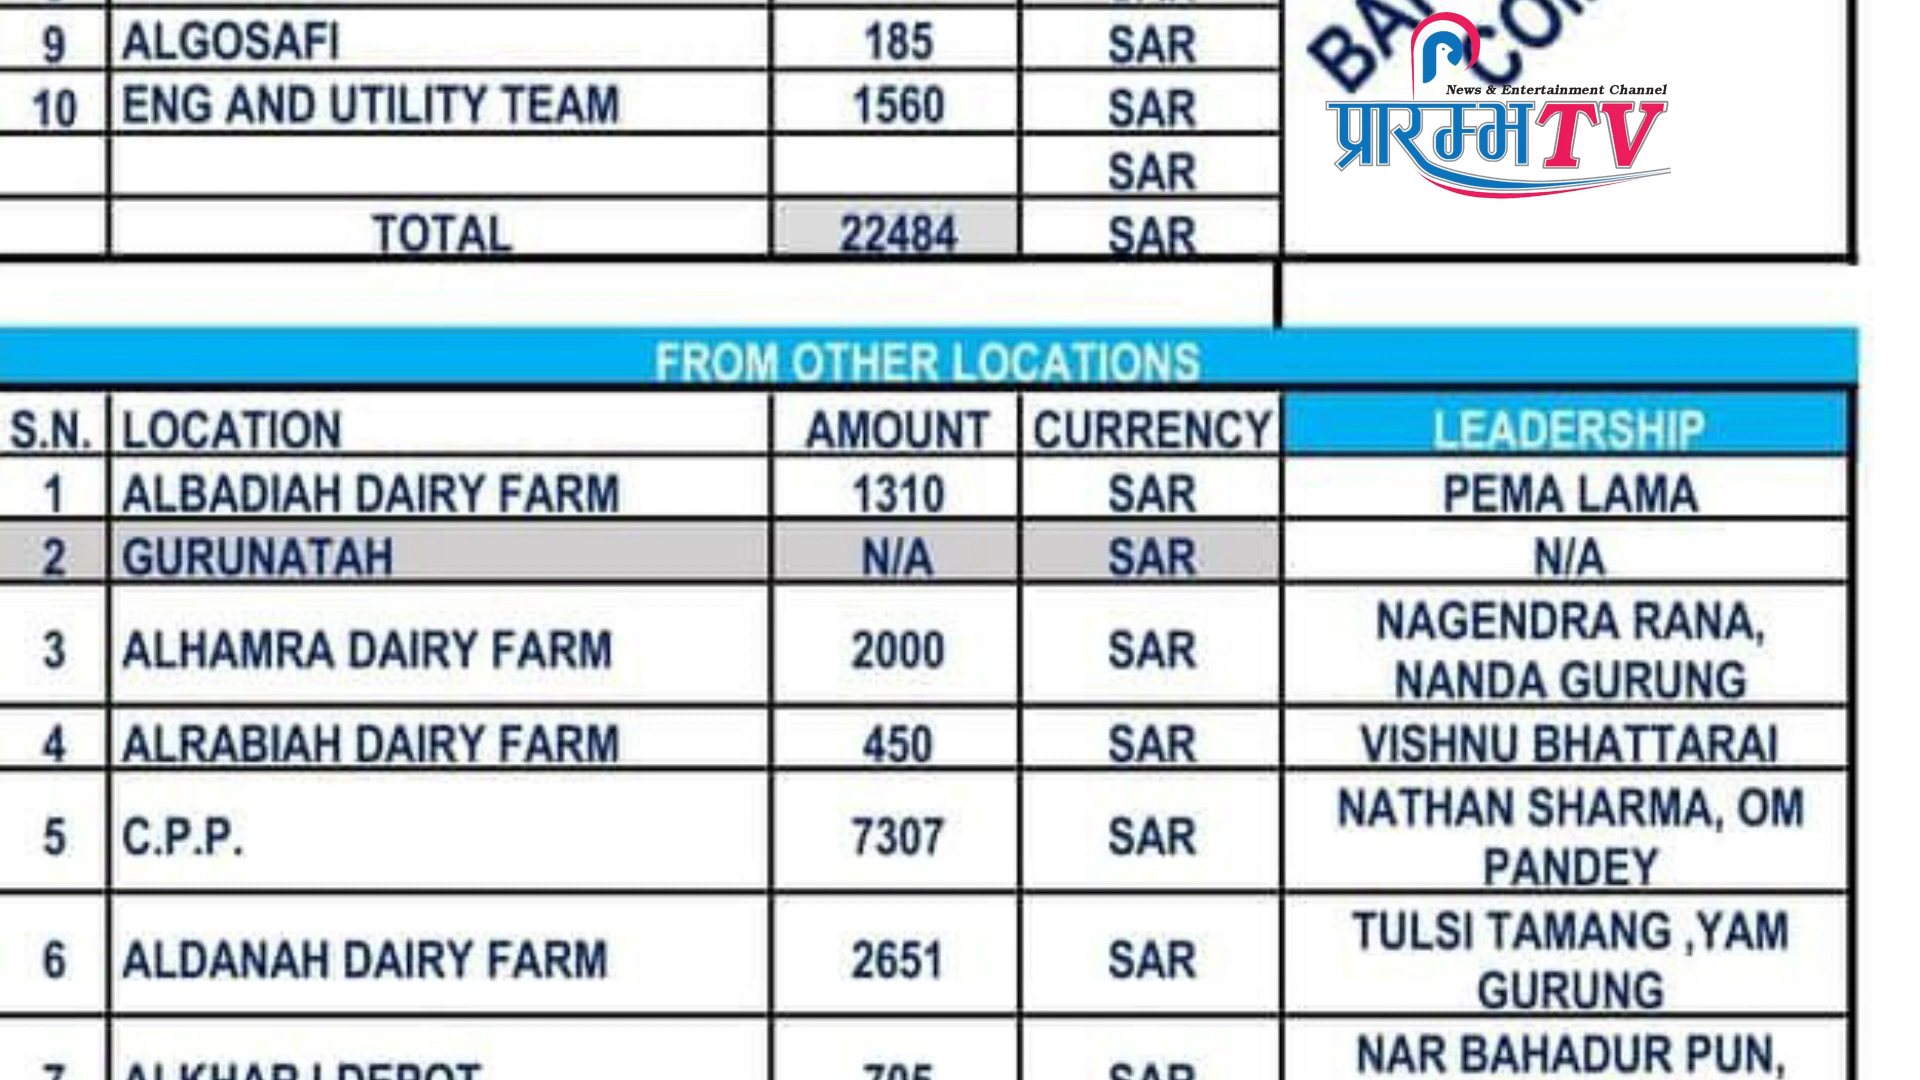 9 ALGOSAFI 185 SAR
10 ENG AND UTILITY TEAM 1560 SAR
SAR
TOTAL 22484 SAR
News & Entertainment Channel
प्रारम्भ TV
FROM OTHER LOCATIONS
S.N. LOCATION AMOUNT CURRENCY LEADERSHIP
1 ALBADIAH DAIRY FARM 1310 SAR PEMA LAMA
2 GURUNATAH N/A SAR N/A
3 ALHAMRA DAIRY FARM 2000 SAR NAGENDRA RANA,
NANDA GURUNG
4 ALRABIAH DAIRY FARM 450 SAR VISHNU BHATTARAI
5 C.P.P. 7307 SAR NATHAN SHARMA, OM
PANDEY
6 ALDANAH DAIRY FARM 2651 SAR TULSI TAMANG ,YAM
GURUNG
NAR BAHADUR PUN,